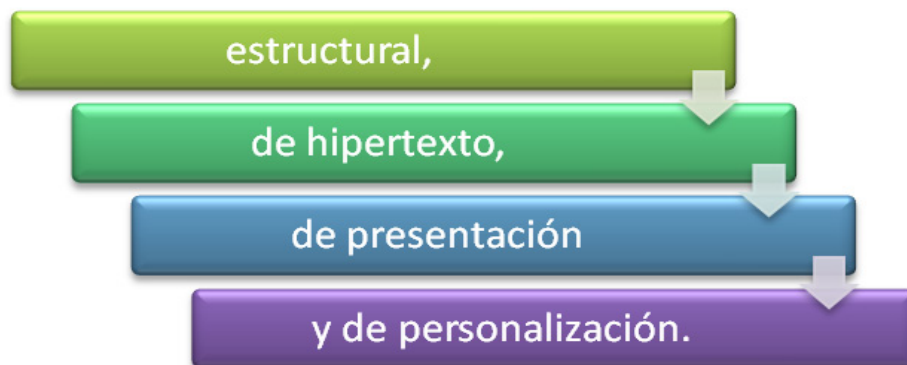 estructural,
de hipertexto,
de presentación
y de personalización.